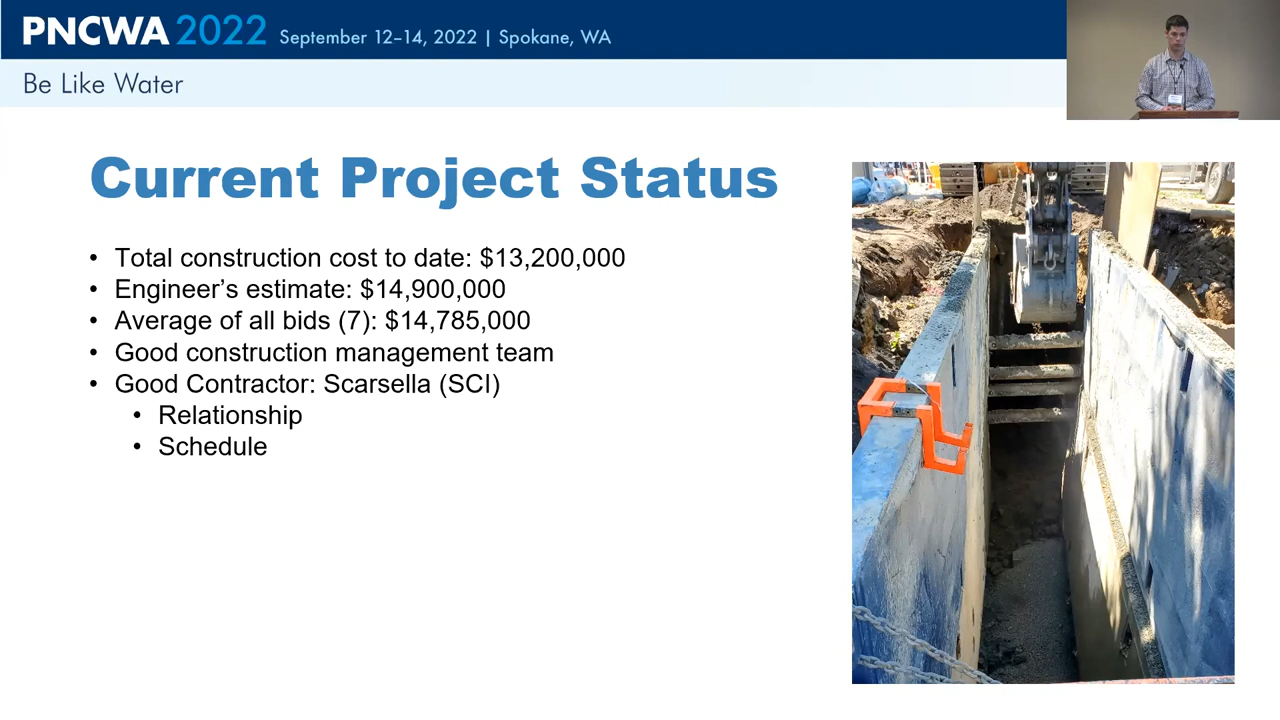 PNCWA 2022 September 12–14, 2022 | Spokane, WA
Be Like Water
Current Project Status
• Total construction cost to date: $13,200,000
• Engineer’s estimate: $14,900,000
• Average of all bids (7): $14,785,000
• Good construction management team
• Good Contractor: Scarsella (SCI)
• Relationship
• Schedule